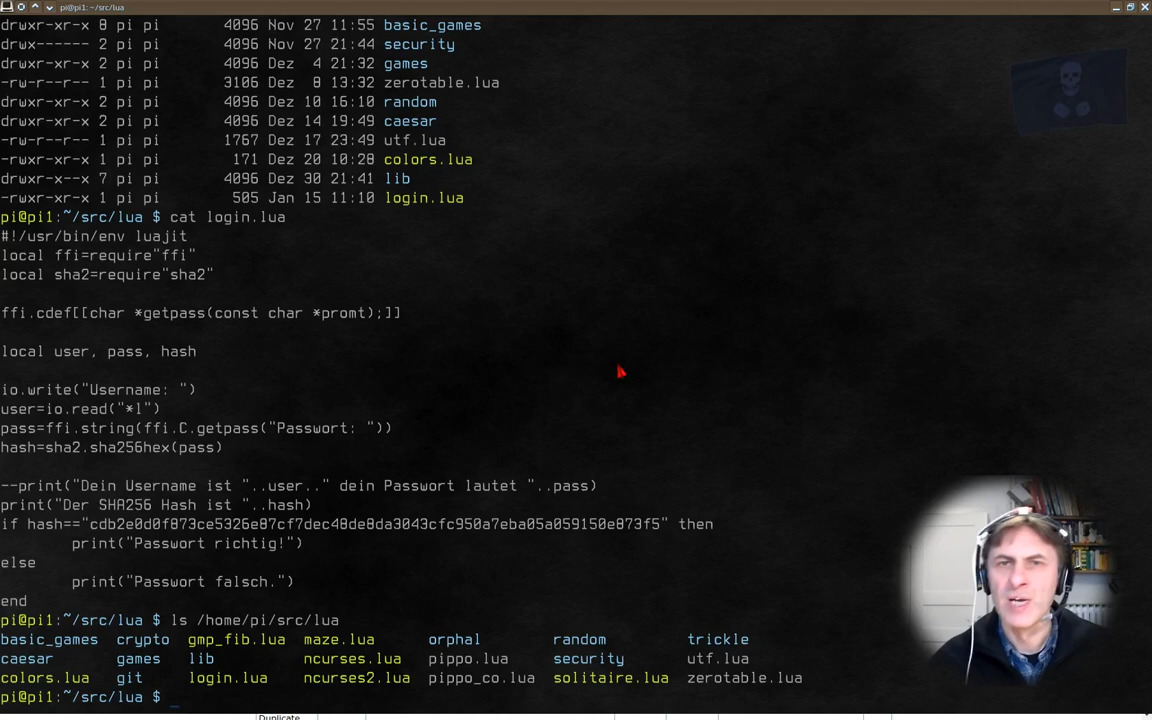 pi@pi1: ~/src/lua
drwxr-xr-x 8 pi pi 4096 Nov 27 11:55 basic_games
drwx------ 2 pi pi 4096 Nov 27 21:44 security
drwxr-xr-x 2 pi pi 4096 Dez 4 21:32 games
-rw-r--r-- 1 pi pi 3106 Dez 8 13:32 zerotable.lua
drwxr-xr-x 2 pi pi 4096 Dez 10 16:10 random
drwxr-xr-x 2 pi pi 4096 Dez 14 19:49 caesar
-rw-r--r-- 1 pi pi 1767 Dez 17 23:49 utf.lua
-rwxr-xr-x 1 pi pi 171 Dez 20 10:28 colors.lua
drwxr-x--x 7 pi pi 4096 Dez 30 21:41 lib
-rwxr-xr-x 1 pi pi 505 Jan 15 11:10 login.lua
pi@pi1:~/src/lua $ cat login.lua
#!/usr/bin/env luajit
local ffi=require"ffi"
local sha2=require"sha2"
ffi.cdef[[char *getpass(const char *promt);]]
local user, pass, hash
io.write("Username: ")
user=io.read("*l")
pass=ffi.string(ffi.C.getpass("Passwort: "))
hash=sha2.sha256hex(pass)
--print("Dein Username ist "..user.." dein Passwort lautet "..pass)
print("Der SHA256 Hash ist "..hash)
if hash=="cdb2e0d0f873ce5326e87cf7dec48de8da3043cfc950a7eba05a059150e873f5" then
print("Passwort richtig!")
else
print("Passwort falsch.")
end
pi@pi1:~/src/lua $ ls /home/pi/src/lua
basic_games crypto gmp_fib.lua maze.lua orphal random trickle
caesar games lib ncurses.lua pippo.lua security utf.lua
colors.lua git login.lua ncurses2.lua pippo_co.lua solitaire.lua zerotable.lua
pi@pi1:~/src/lua $
Duplicate